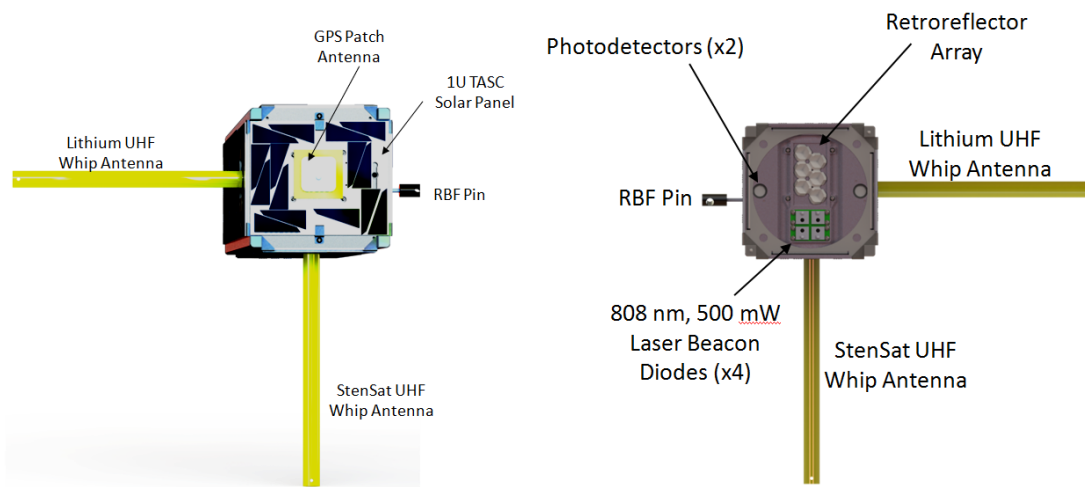 GPS Patch
Antenna
1U TASC
Solar Panel
Lithium UHF
Whip Antenna
RBF Pin
StenSat UHF
Whip Antenna
Photodetectors (x2)
Retroreflector
Array
Lithium UHF
Whip Antenna
RBF Pin
808 nm, 500 mW
Laser Beacon
Diodes (x4)
StenSat UHF
Whip Antenna